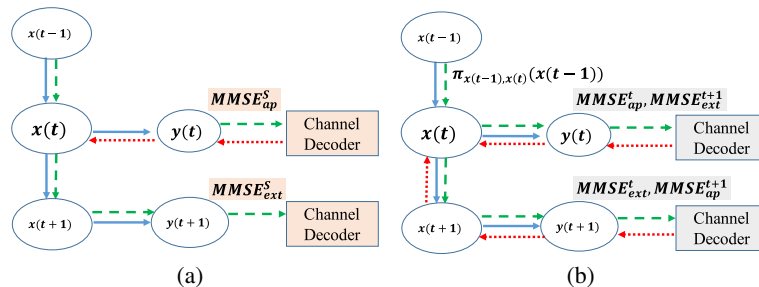 x(t−1)
MMSE^S_ap
x(t)
y(t)
Channel
Decoder
MMSE^S_ext
x(t+1)
y(t+1)
Channel
Decoder
(a)
x(t−1)
π_{x(t−1),x(t)}(x(t−1))
MMSE^t_ap, MMSE^{t+1}_ext
x(t)
y(t)
Channel
Decoder
MMSE^t_ext, MMSE^{t+1}_ap
x(t+1)
y(t+1)
Channel
Decoder
(b)